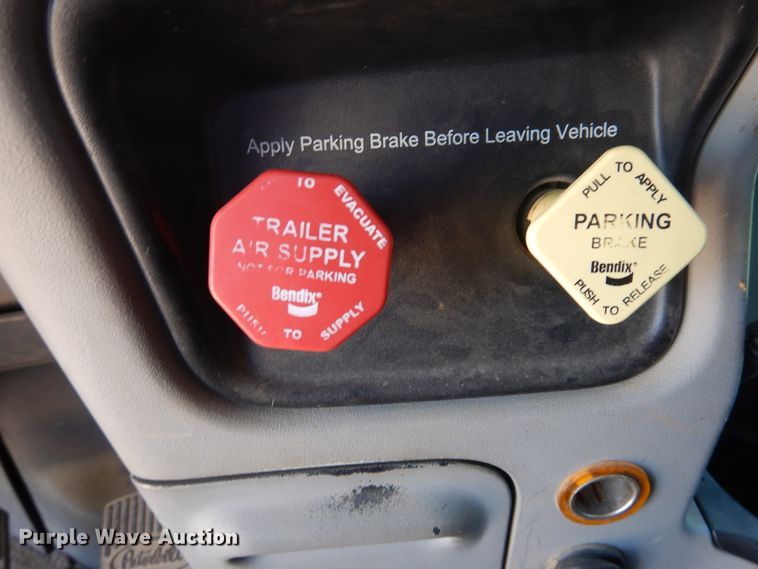 Apply Parking Brake Before Leaving Vehicle
TO EVACUATE
TRAILER
AIR SUPPLY
NOT FOR PARKING
Bendix®
PUSH TO SUPPLY
PULL TO APPLY
PARKING
BRAKE
Bendix®
PUSH TO RELEASE
Peterbilt
Purple Wave Auction